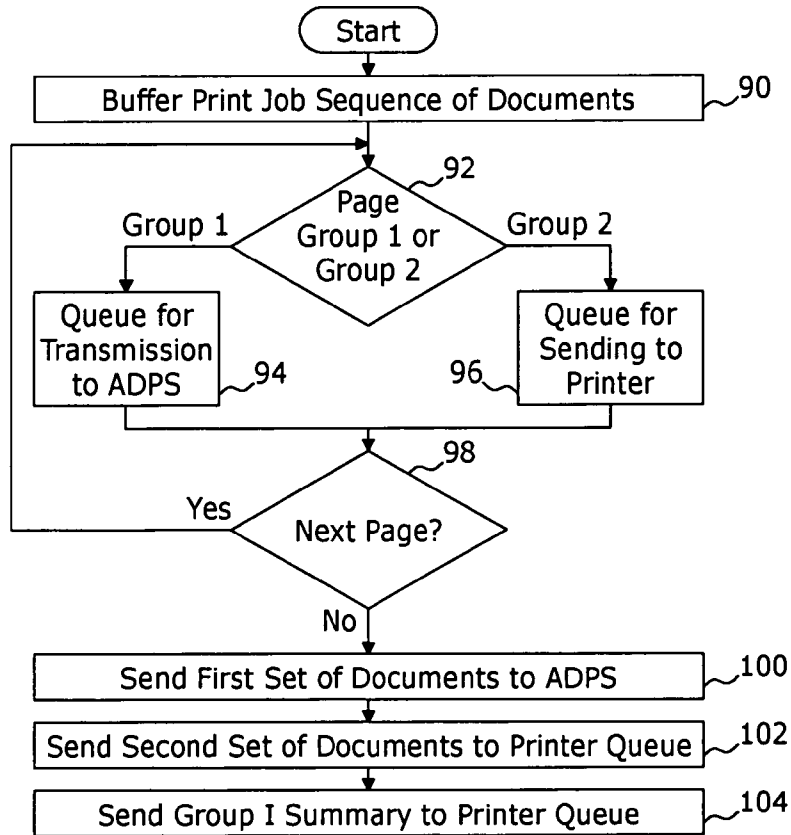 Start
Buffer Print Job Sequence of Documents
90
92
Page
Group 1 or
Group 2
Group 1
Group 2
Queue for
Transmission
to ADPS
94
Queue for
Sending to
Printer
96
98
Next Page?
Yes
No
Send First Set of Documents to ADPS
100
Send Second Set of Documents to Printer Queue
102
Send Group I Summary to Printer Queue
104